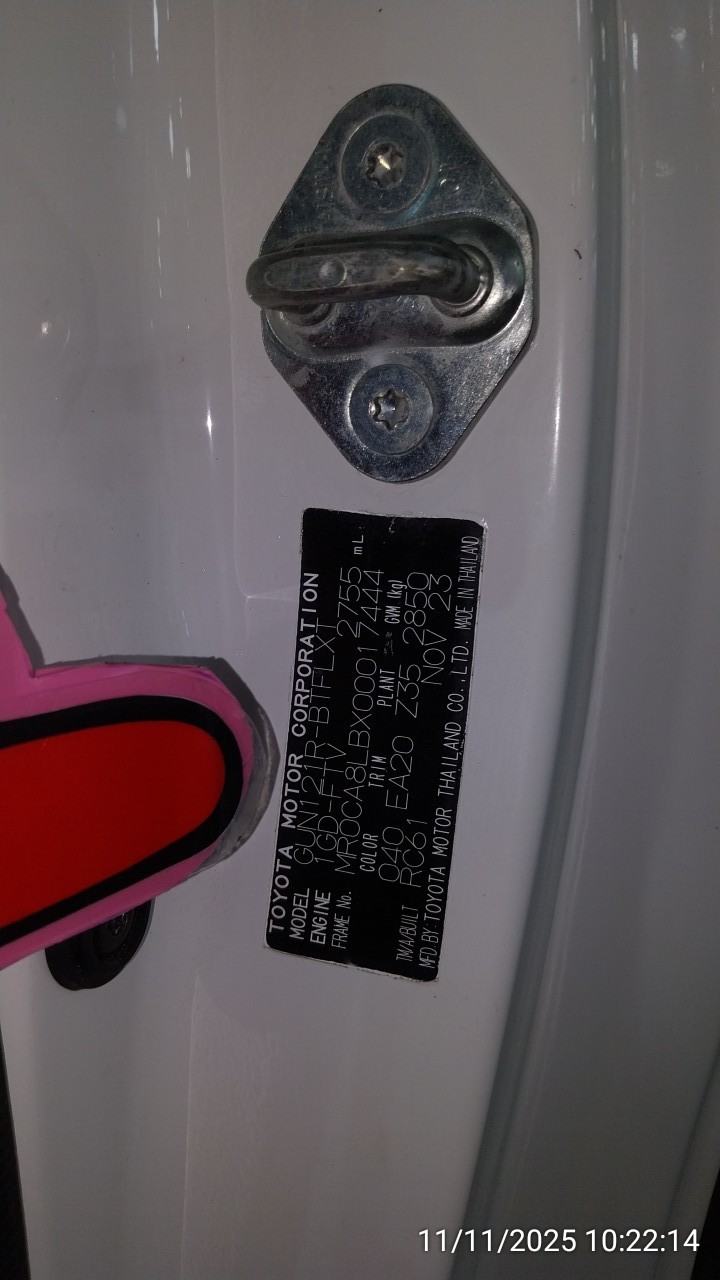 TOYOTA MOTOR CORPORATION
MODEL GUN121R-BTFLXT
ENGINE 1GD-FTV 2755 mL
FRAME No. MR0CA8LBX00017444
COLOR TRIM PLANT GVM (kg)
040 EA20 Z35 2850
TM/A/BUILT RC61 NOV 23
MFD.BY:TOYOTA MOTOR THAILAND CO.,LTD. MADE IN THAILAND
11/11/2025 10:22:14